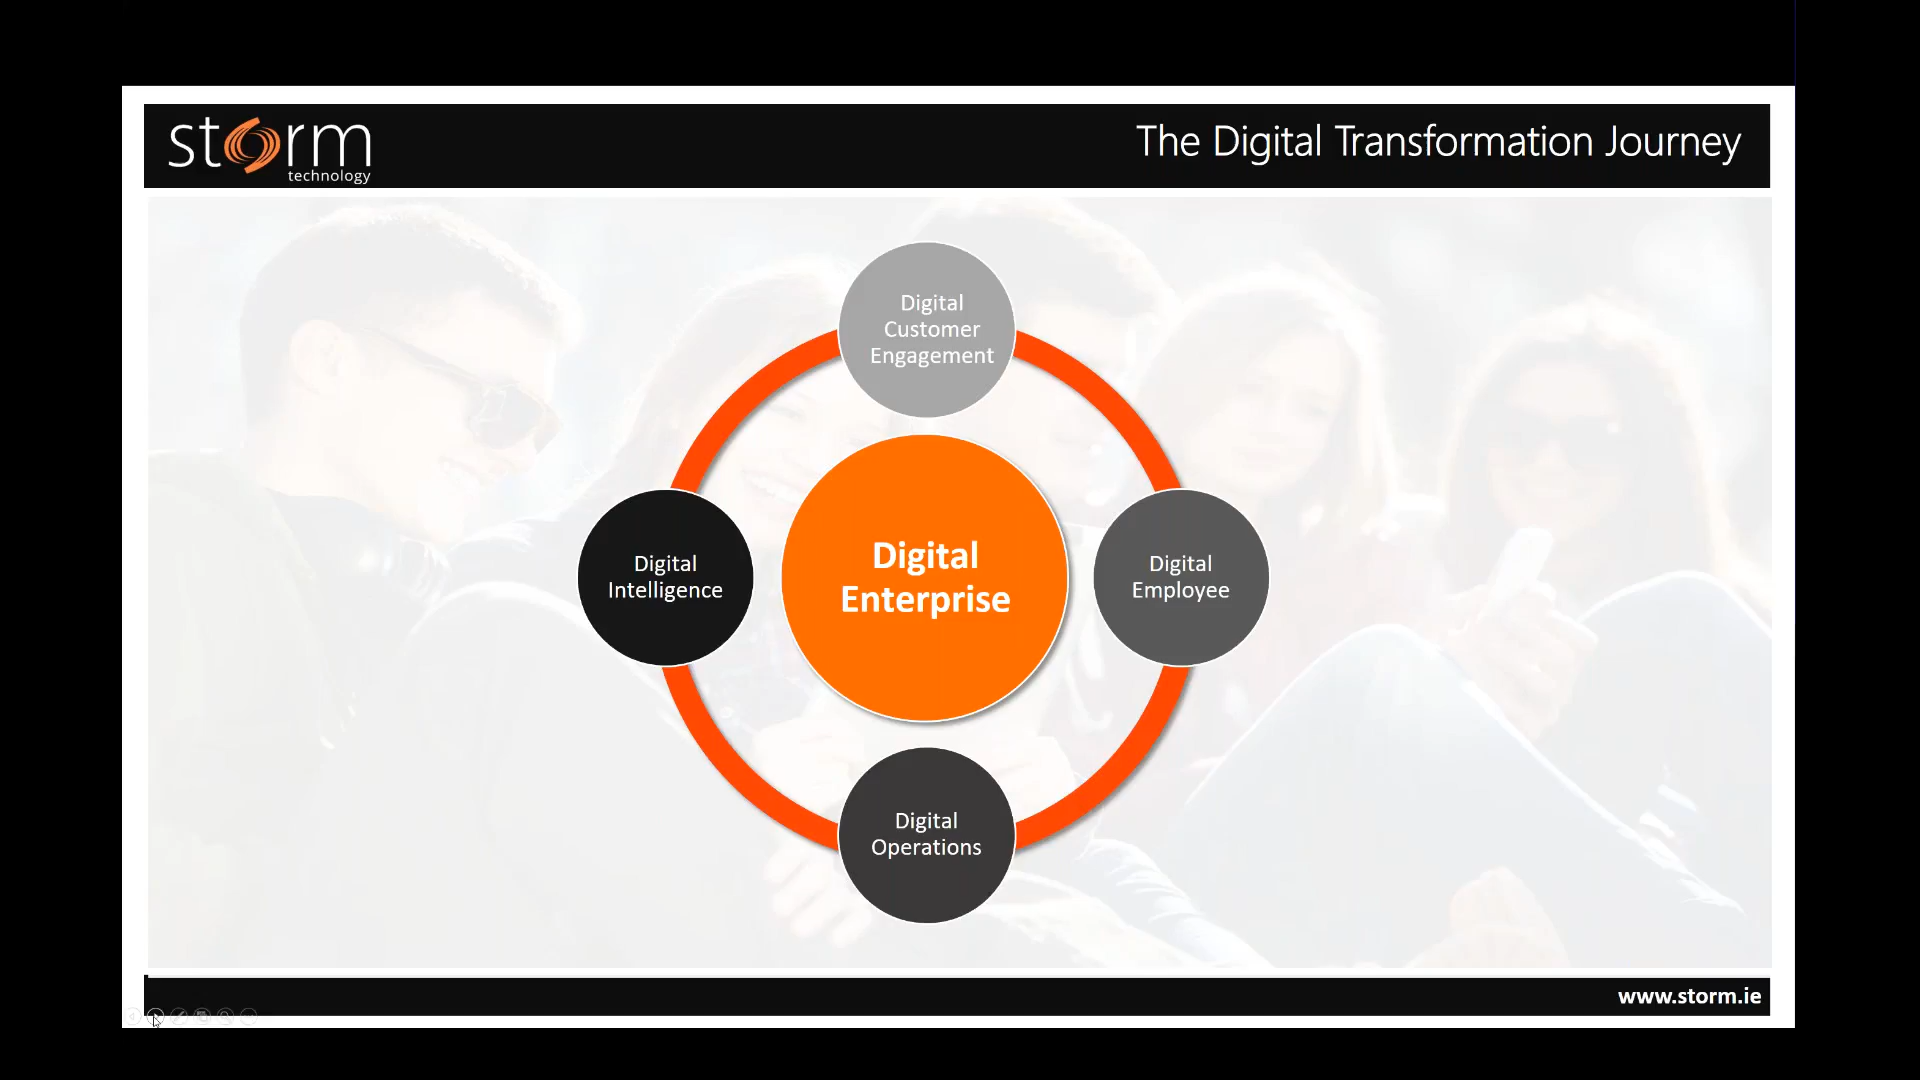 storm
technology
The Digital Transformation Journey
Digital
Customer
Engagement
Digital
Intelligence
Digital
Enterprise
Digital
Employee
Digital
Operations
www.storm.ie